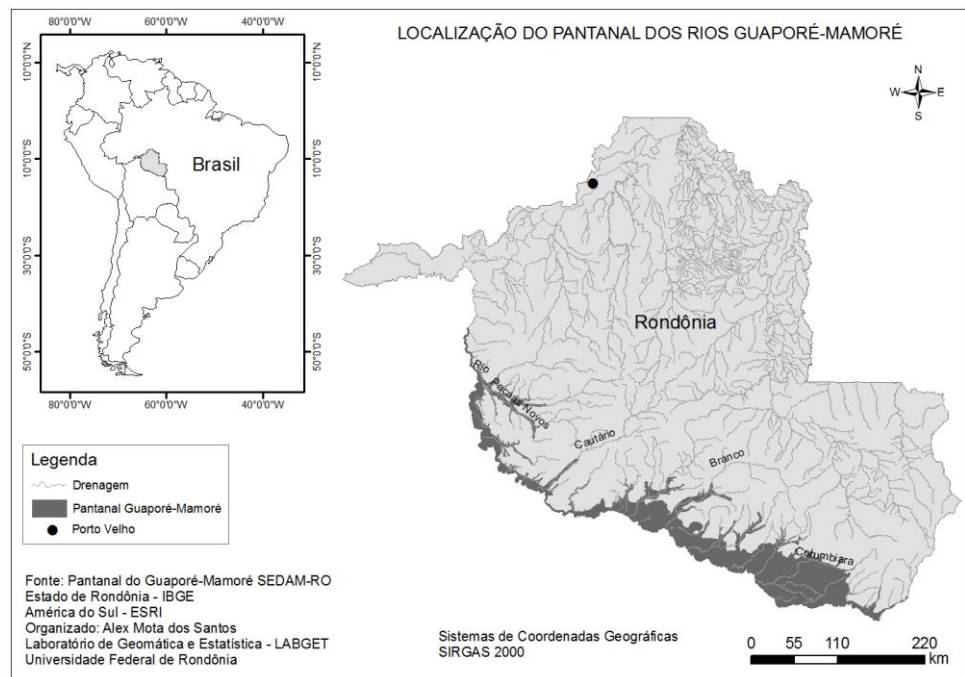 LOCALIZAÇÃO DO PANTANAL DOS RIOS GUAPORÉ-MAMORÉ
80°0'0"W 60°0'0"W 40°0'0"W
10°0'0"N
10°0'0"S
30°0'0"S
50°0'0"S
10°0'0"N
10°0'0"S
30°0'0"S
50°0'0"S
Brasil
80°0'0"W 60°0'0"W 40°0'0"W
N
W E
S
Rondônia
Rio Pacaás Novos
Cautário
Branco
Corumbiara
Legenda
Drenagem
Pantanal Guaporé-Mamoré
Porto Velho
Fonte: Pantanal do Guaporé-Mamoré SEDAM-RO
Estado de Rondônia - IBGE
América do Sul - ESRI
Organizado: Alex Mota dos Santos
Laboratório de Geomática e Estatística - LABGET
Universidade Federal de Rondônia
Sistemas de Coordenadas Geográficas
SIRGAS 2000
0 55 110 220
km